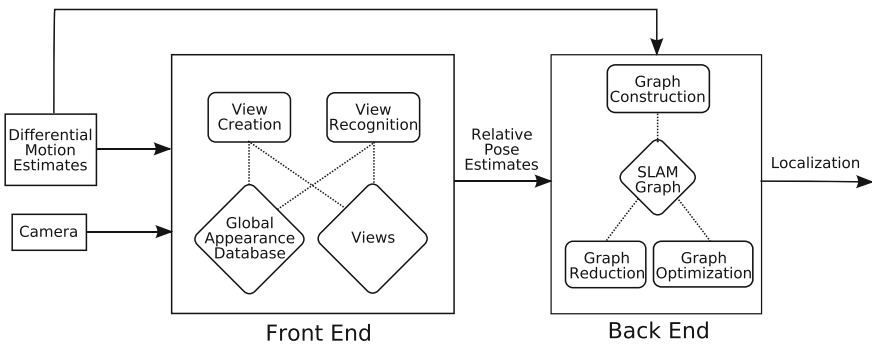 Differential
Motion
Estimates
Camera
View
Creation
View
Recognition
Global
Appearance
Database
Views
Front End
Relative
Pose
Estimates
Graph
Construction
SLAM
Graph
Graph
Reduction
Graph
Optimization
Back End
Localization